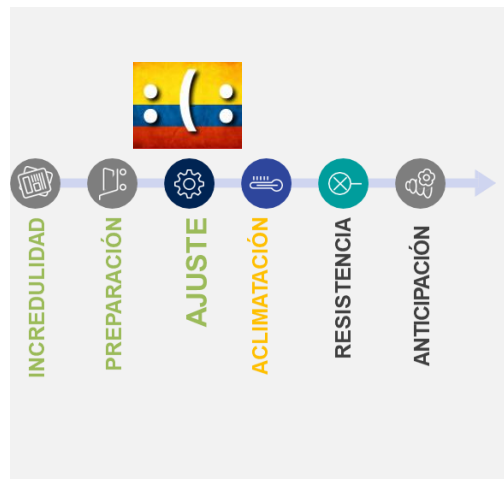 :(:
INCREDULIDAD
PREPARACIÓN
AJUSTE
ACLIMATACIÓN
RESISTENCIA
ANTICIPACIÓN